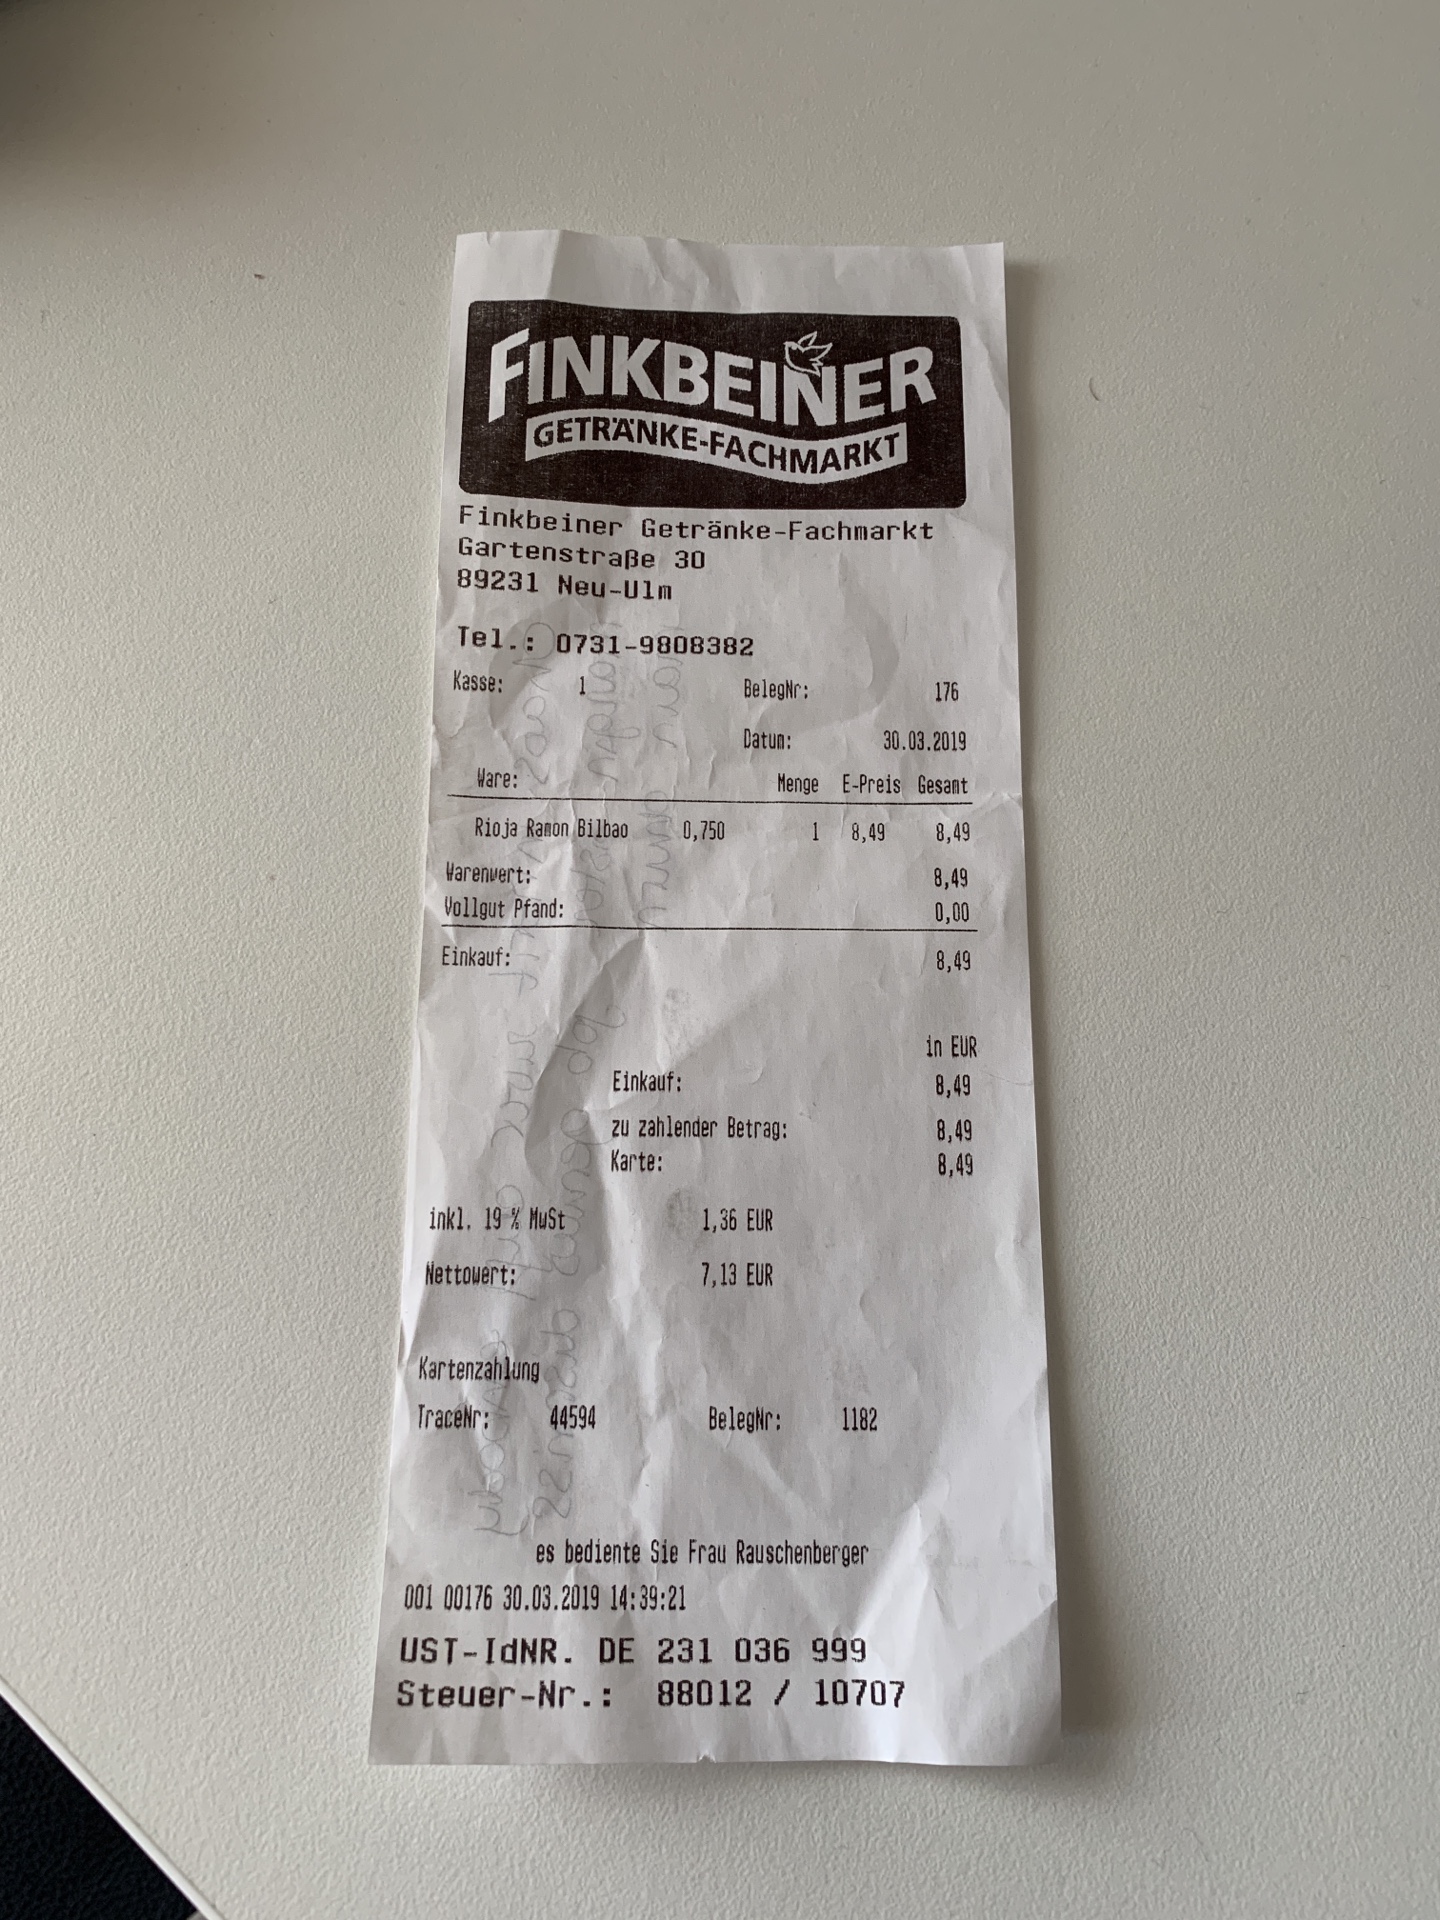 FINKBEINER
GETRÄNKE-FACHMARKT
Finkbeiner Getränke-Fachmarkt
Gartenstraße 30
89231 Neu-Ulm
Tel.: 0731-9808382
Kasse: 1 BelegNr: 176
Datum: 30.03.2019
Ware: Menge E-Preis Gesamt
Rioja Ramon Bilbao 0,750 1 8,49 8,49
Warenwert: 8,49
Vollgut Pfand: 0,00
Einkauf: 8,49
in EUR
Einkauf: 8,49
zu zahlender Betrag: 8,49
Karte: 8,49
inkl. 19 % MwSt 1,36 EUR
Nettowert: 7,13 EUR
Kartenzahlung
TraceNr: 44594 BelegNr: 1182
es bediente Sie Frau Rauschenberger
001 00176 30.03.2019 14:39:21
UST-IdNR. DE 231 036 999
Steuer-Nr.: 88012 / 10707